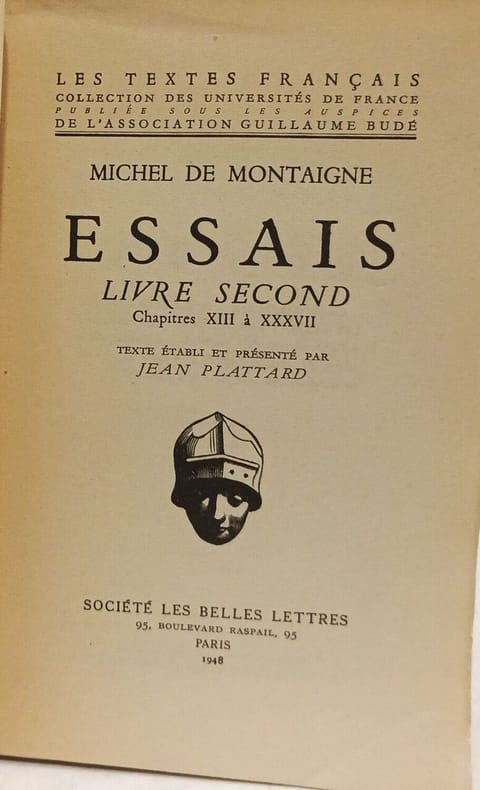 LES TEXTES FRANÇAIS
COLLECTION DES UNIVERSITÉS DE FRANCE
PUBLIÉE SOUS LES AUSPICES
DE L'ASSOCIATION GUILLAUME BUDÉ
MICHEL DE MONTAIGNE
ESSAIS
LIVRE SECOND
Chapitres XIII à XXXVII
TEXTE ÉTABLI ET PRÉSENTÉ PAR
JEAN PLATTARD
SOCIÉTÉ LES BELLES LETTRES
95, BOULEVARD RASPAIL, 95
PARIS
1948